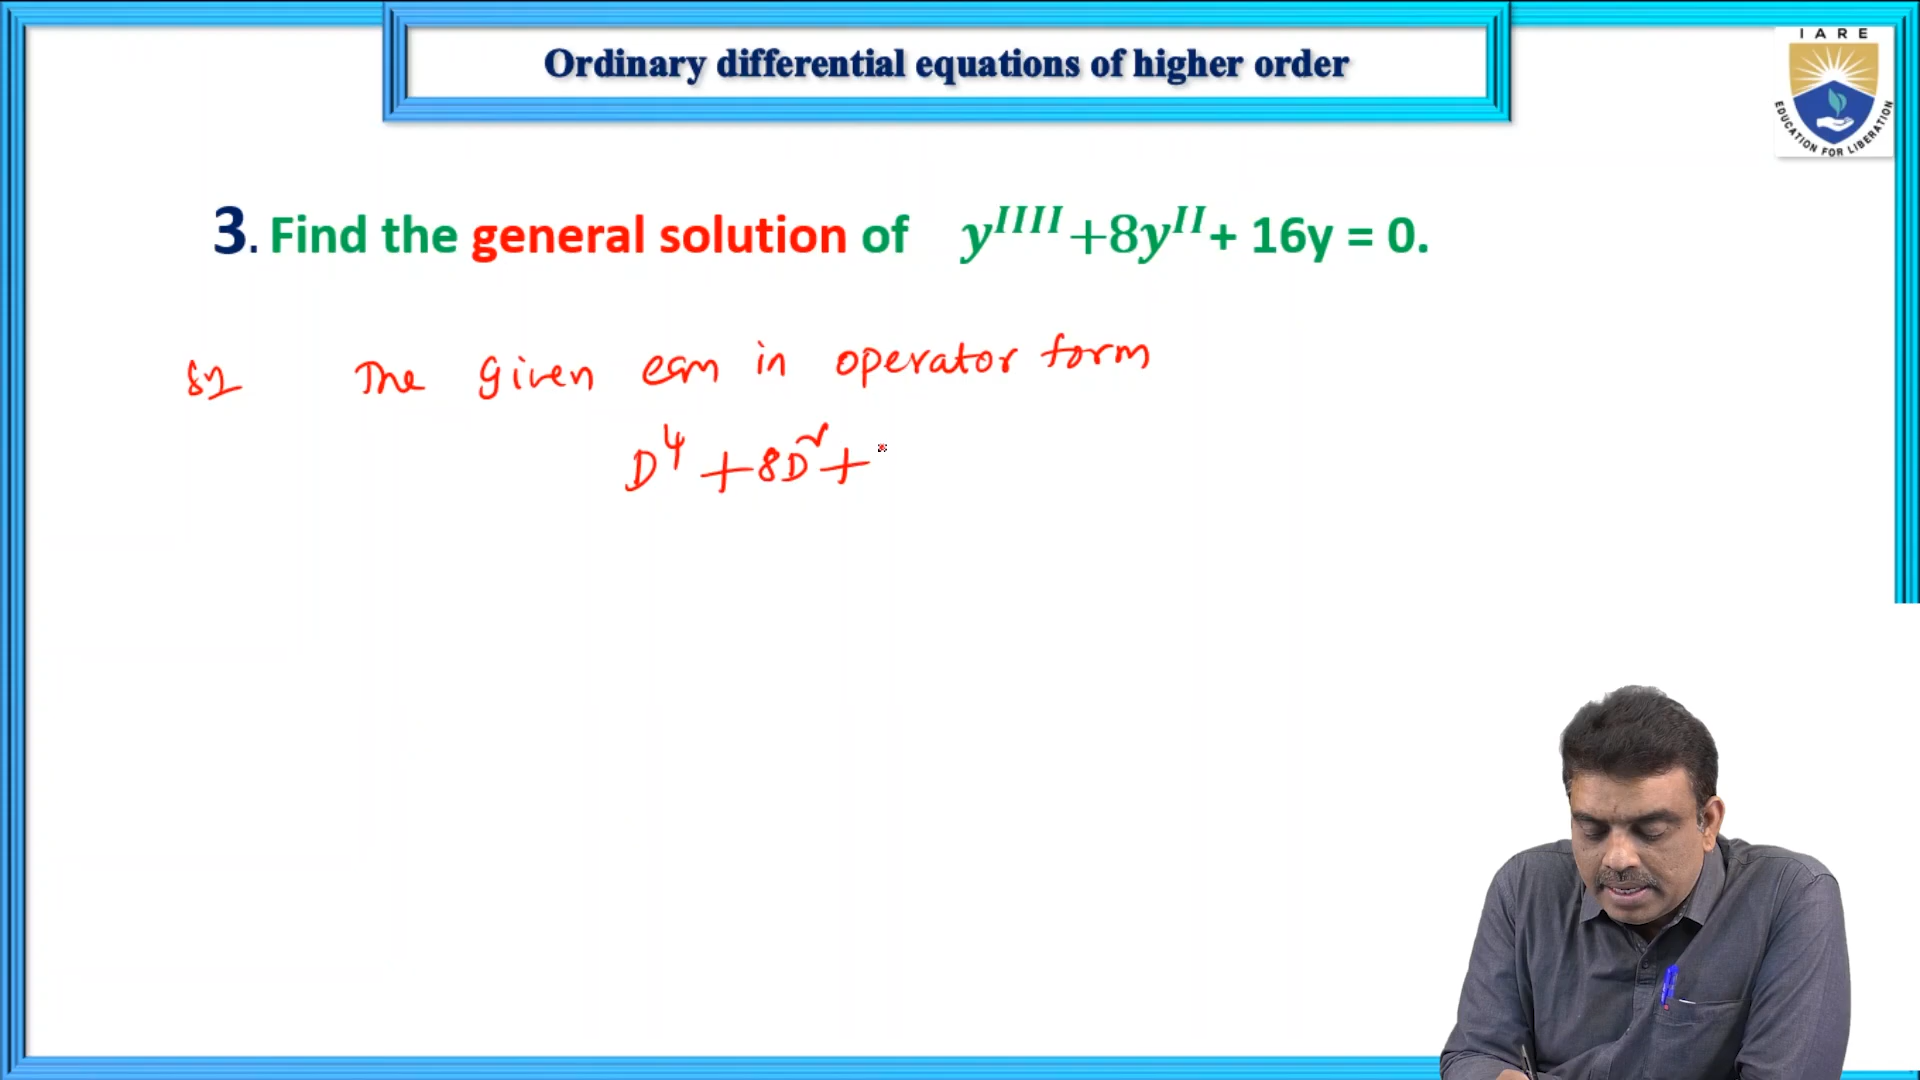 Ordinary differential equations of higher order
IARE
EDUCATION FOR LIBERATION
3. Find the general solution of y^{IIII}+8y^{II}+ 16y = 0.
The given eqn in operator form
D^4 +8D^2+